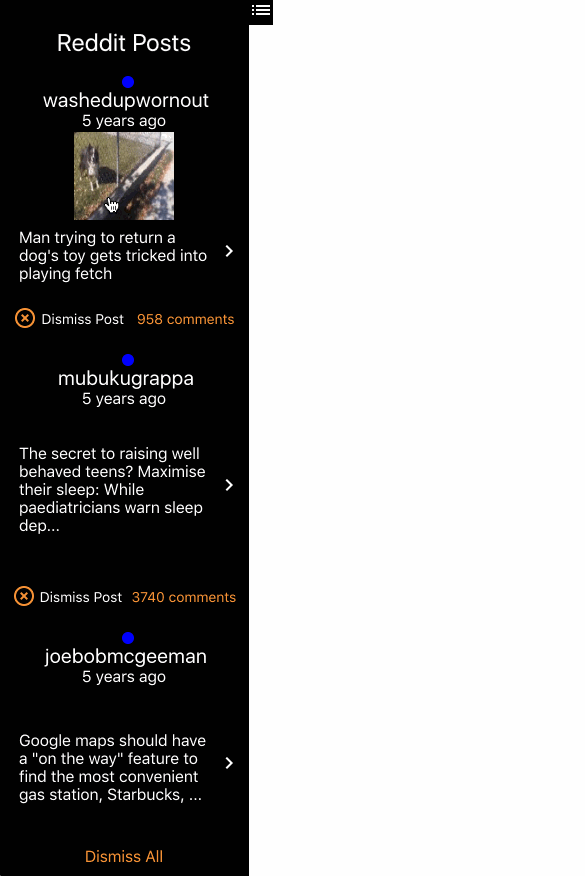 Reddit Posts
washedupwornout
5 years ago
Man trying to return a
dog's toy gets tricked into
playing fetch
Dismiss Post 958 comments
mubukugrappa
5 years ago
The secret to raising well
behaved teens? Maximise
their sleep: While
paediatricians warn sleep
dep...
Dismiss Post 3740 comments
joebobmcgeeman
5 years ago
Google maps should have
a "on the way" feature to
find the most convenient
gas station, Starbucks, ...
Dismiss All